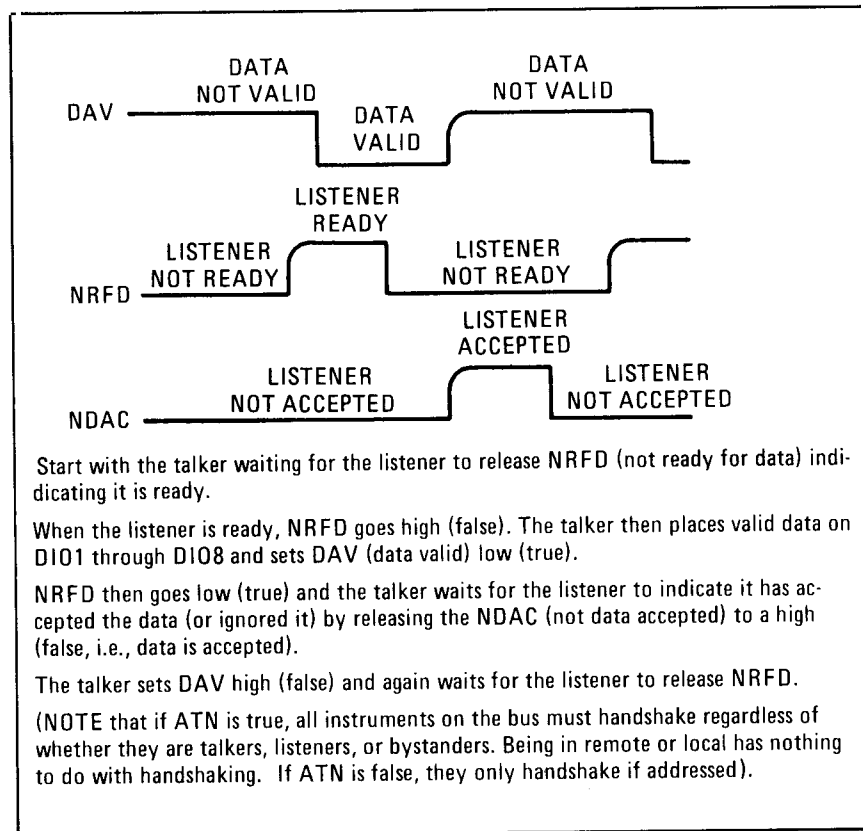 DATA
NOT VALID
DATA
NOT VALID
DAV
DATA
VALID
LISTENER
READY
LISTENER
NOT READY
LISTENER
NOT READY
NRFD
LISTENER
ACCEPTED
LISTENER
NOT ACCEPTED
LISTENER
NOT ACCEPTED
NDAC
Start with the talker waiting for the listener to release NRFD (not ready for data) indi-
dicating it is ready.
When the listener is ready, NRFD goes high (false). The talker then places valid data on
DIO1 through DIO8 and sets DAV (data valid) low (true).
NRFD then goes low (true) and the talker waits for the listener to indicate it has ac-
cepted the data (or ignored it) by releasing the NDAC (not data accepted) to a high
(false, i.e., data is accepted).
The talker sets DAV high (false) and again waits for the listener to release NRFD.
(NOTE that if ATN is true, all instruments on the bus must handshake regardless of
whether they are talkers, listeners, or bystanders. Being in remote or local has nothing
to do with handshaking. If ATN is false, they only handshake if addressed).